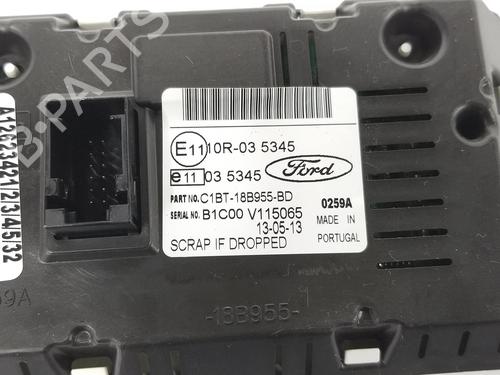 E11 10R-03 5345
e11 03 5345
Ford
PART NO. C1BT-18B955-BD
0259A
SERIAL NO. B1C00 V115065
MADE IN
13-05-13
PORTUGAL
SCRAP IF DROPPED
-18B955-